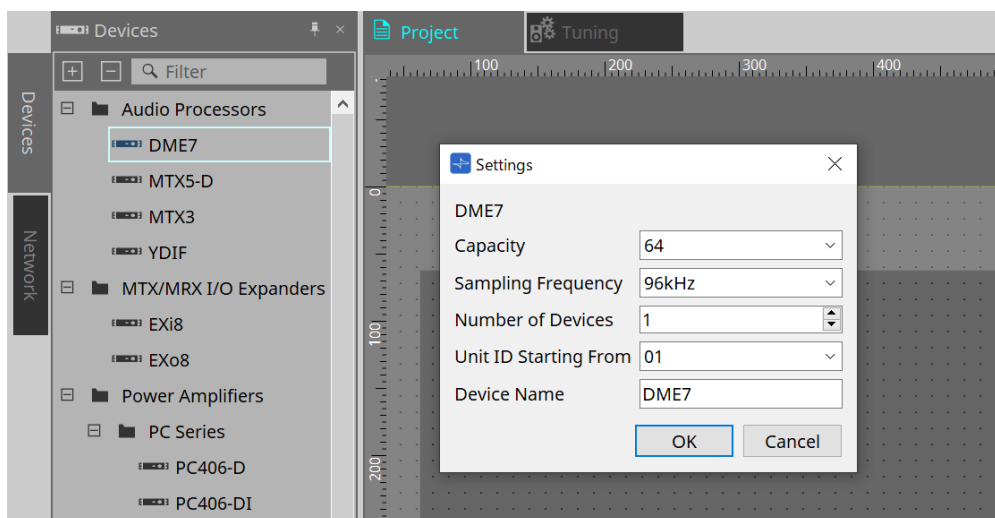 Devices
Filter
Audio Processors
DME7
MTX5-D
MTX3
YDIF
MTX/MRX I/O Expanders
EXi8
EXo8
Power Amplifiers
PC Series
PC406-D
PC406-DI
Devices
Network
Project
Tuning
100
200
300
400
0
100
200
Settings
DME7
Capacity 64
Sampling Frequency 96kHz
Number of Devices 1
Unit ID Starting From 01
Device Name DME7
OK Cancel